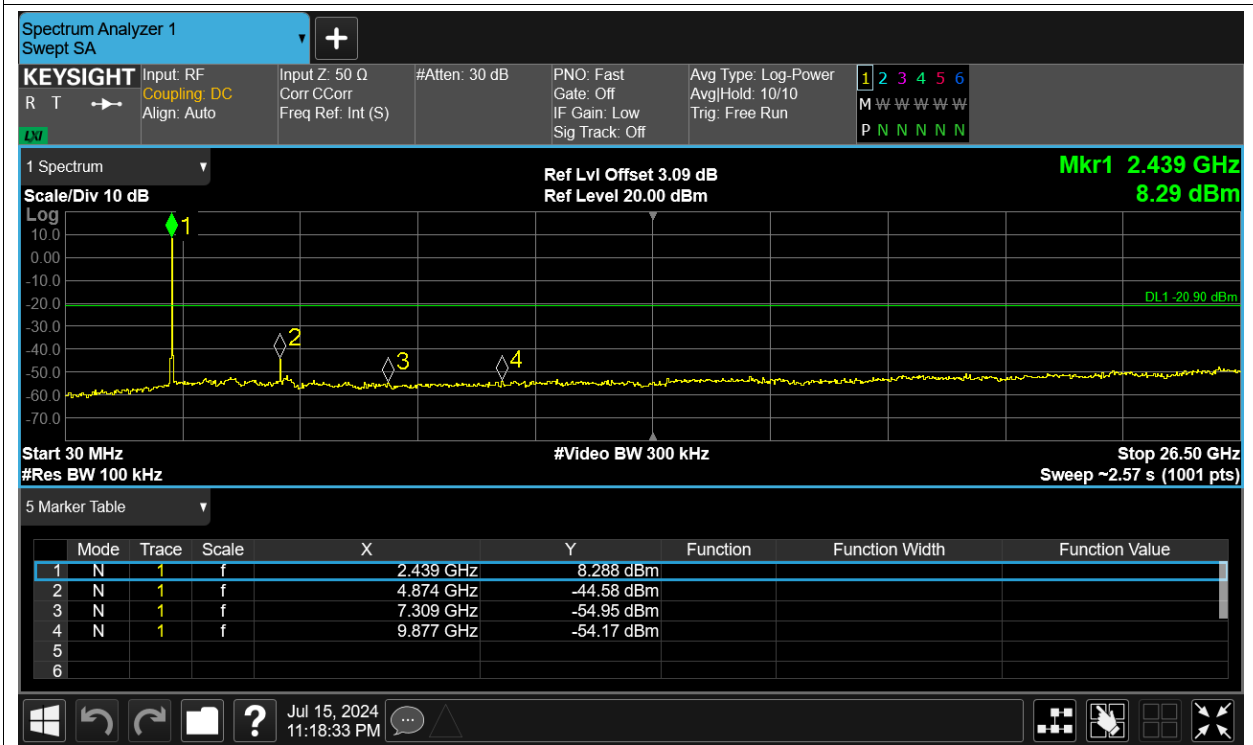 Spectrum Analyzer 1
Swept SA
KEYSIGHT
R T
LXI
Input: RF
Coupling: DC
Align: Auto
Input Z: 50 Ω
Corr CCorr
Freq Ref: Int (S)
#Atten: 30 dB
PNO: Fast
Gate: Off
IF Gain: Low
Sig Track: Off
Avg Type: Log-Power
Avg|Hold: 10/10
Trig: Free Run
1 2 3 4 5 6
M W W W W W
P N N N N N
1 Spectrum
Scale/Div 10 dB
Ref Lvl Offset 3.09 dB
Ref Level 20.00 dBm
Mkr1 2.439 GHz
8.29 dBm
Log
10.0
0.00
-10.0
-20.0
-30.0
-40.0
-50.0
-60.0
-70.0
1
2
3
4
DL1 -20.90 dBm
Start 30 MHz
#Res BW 100 kHz
#Video BW 300 kHz
Stop 26.50 GHz
Sweep ~2.57 s (1001 pts)
5 Marker Table
Mode Trace Scale X Y Function Function Width Function Value
1 N 1 f 2.439 GHz 8.288 dBm
2 N 1 f 4.874 GHz -44.58 dBm
3 N 1 f 7.309 GHz -54.95 dBm
4 N 1 f 9.877 GHz -54.17 dBm
5
6
?
Jul 15, 2024
11:18:33 PM